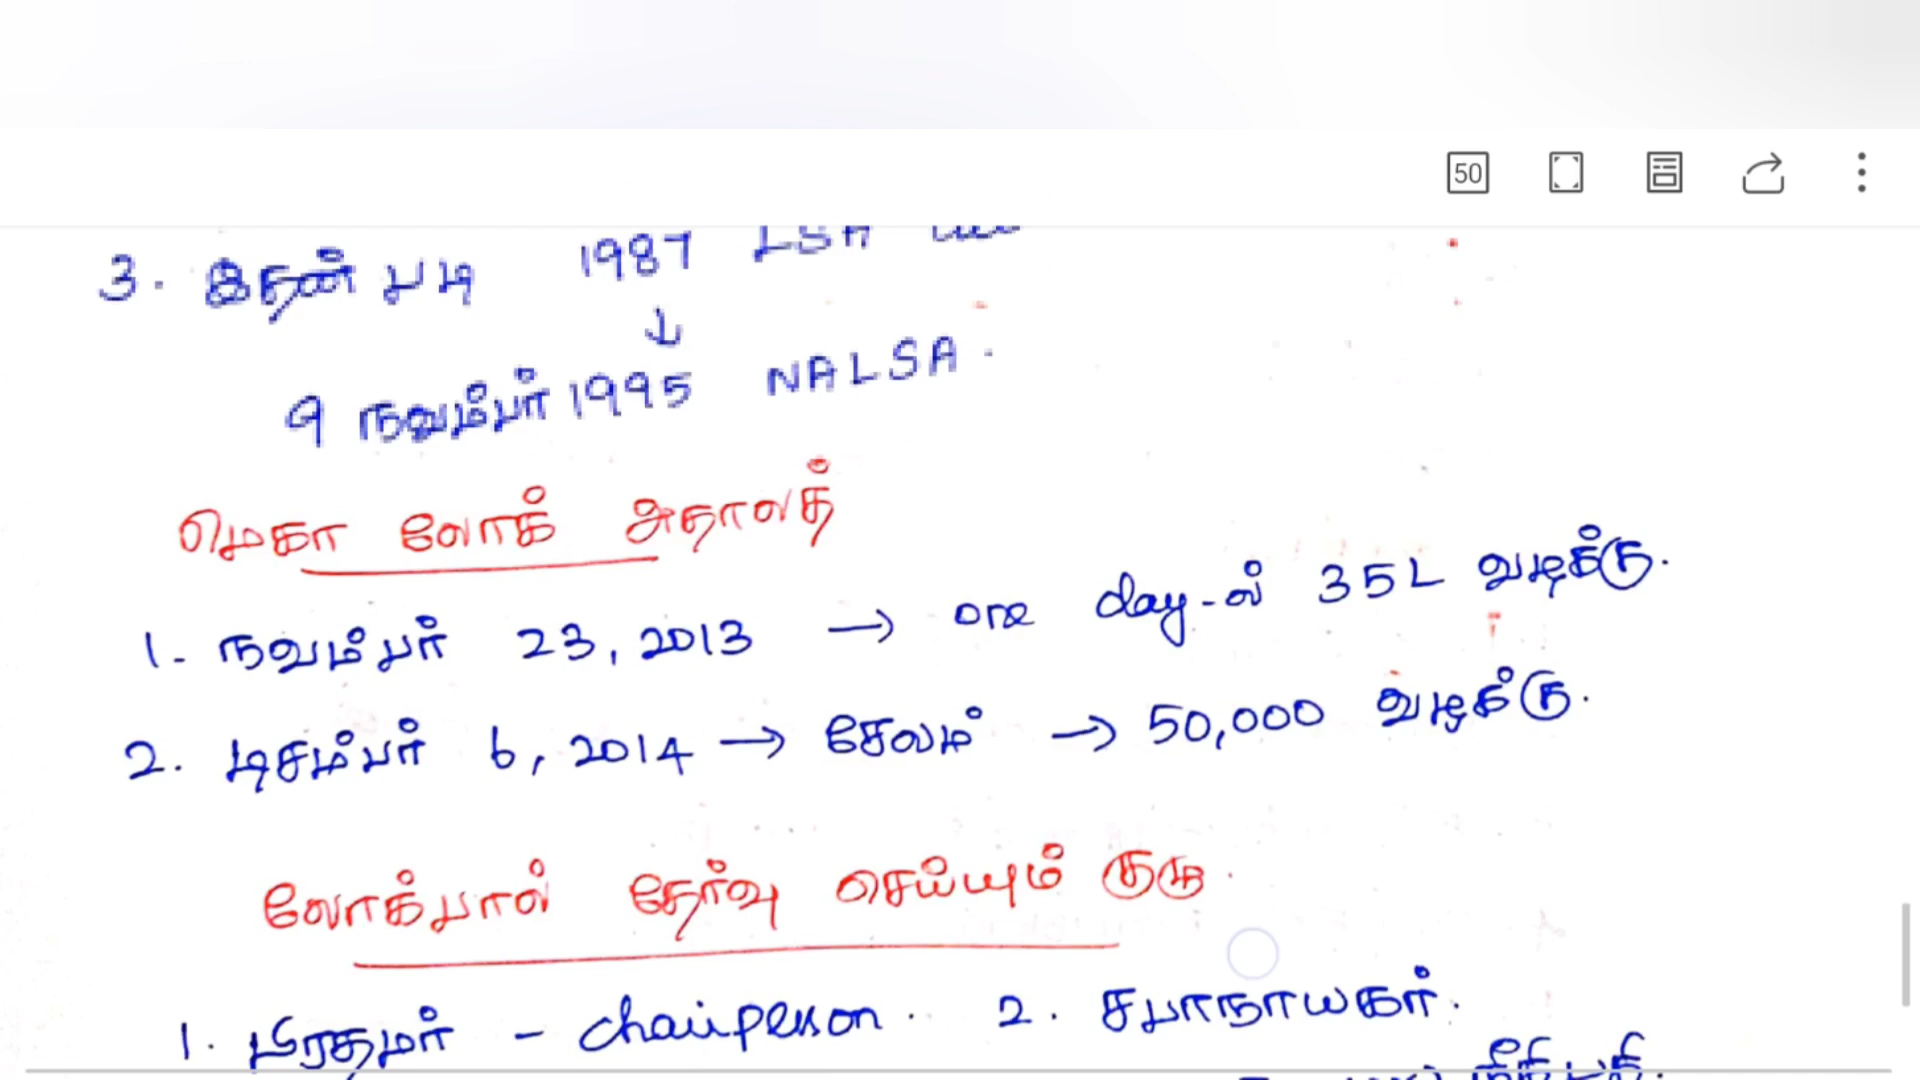 50
3. இதன் படி 1987 LSA
↓
9 நவம்பர் 1995 NALSA.
மெகா லோக் அதாலத்
1. நவம்பர் 23, 2013 → one day-ல் 35L வழக்கு.
2. டிசம்பர் 6, 2014 → சேலம் → 50,000 வழக்கு.
லோக்பால் தேர்வு செய்யும் குழு.
1. பிரதமர் - chairperson. 2. சபாநாயகர்.